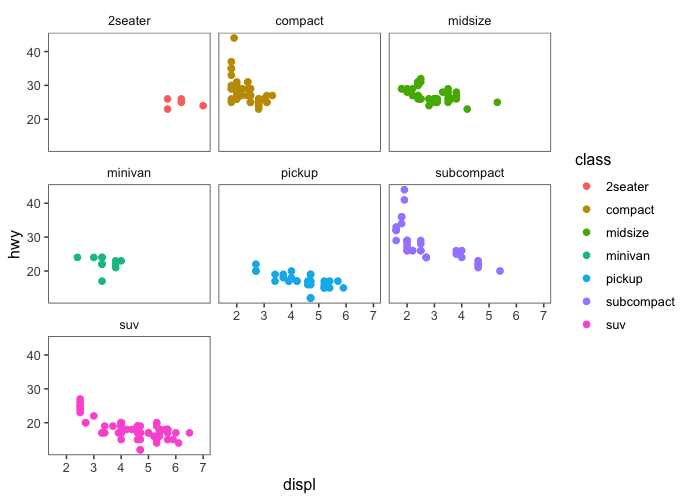 2seater compact midsize
40
30
20
minivan pickup subcompact
40
30
20
2 3 4 5 6 7 2 3 4 5 6 7
suv
40
30
20
2 3 4 5 6 7
displ
hwy
class
2seater
compact
midsize
minivan
pickup
subcompact
suv